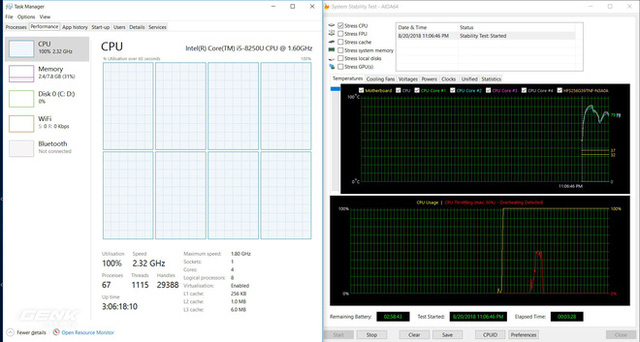 Task Manager
File Options View
Processes Performance App history Start-up Users Details Services
CPU
100% 2.32 GHz
Memory
2.4/7.8 GB (31%)
Disk 0 (C: D:)
0%
WiFi
S: 0 R: 0 Kbps
Bluetooth
Not connected
CPU
Intel(R) Core(TM) i5-8250U CPU @ 1.60GHz
% Utilisation over 60 seconds
100%
Utilisation Speed
100% 2.32 GHz
Processes Threads Handles
67 1115 29388
Up time
3:06:18:10
Maximum speed: 1.80 GHz
Sockets: 1
Cores: 4
Logical processors: 8
Virtualisation: Enabled
L1 cache: 256 KB
L2 cache: 1.0 MB
L3 cache: 6.0 MB
GENK
Fewer details
Open Resource Monitor
System Stability Test - AIDA64
Stress CPU
Stress FPU
Stress cache
Stress system memory
Stress local disks
Stress GPU(s)
Date & Time Status
8/20/2018 11:06:46 PM Stability Test: Started
Temperatures Cooling Fans Voltages Powers Clocks Unified Statistics
Motherboard CPU CPU Core #1 CPU Core #2 CPU Core #3 CPU Core #4
100°C
0°C
11:06:46 PM
37
32
CPU Usage | CPU Throttling (max: 50%) - Overheating Detected!
100% 100%
0% 0%
Remaining Battery: 02:58:43 Test Started: 8/20/2018 11:06:46 PM Elapsed Time: 00:03:28
Start Stop Clear Save CPUID Preferences Close